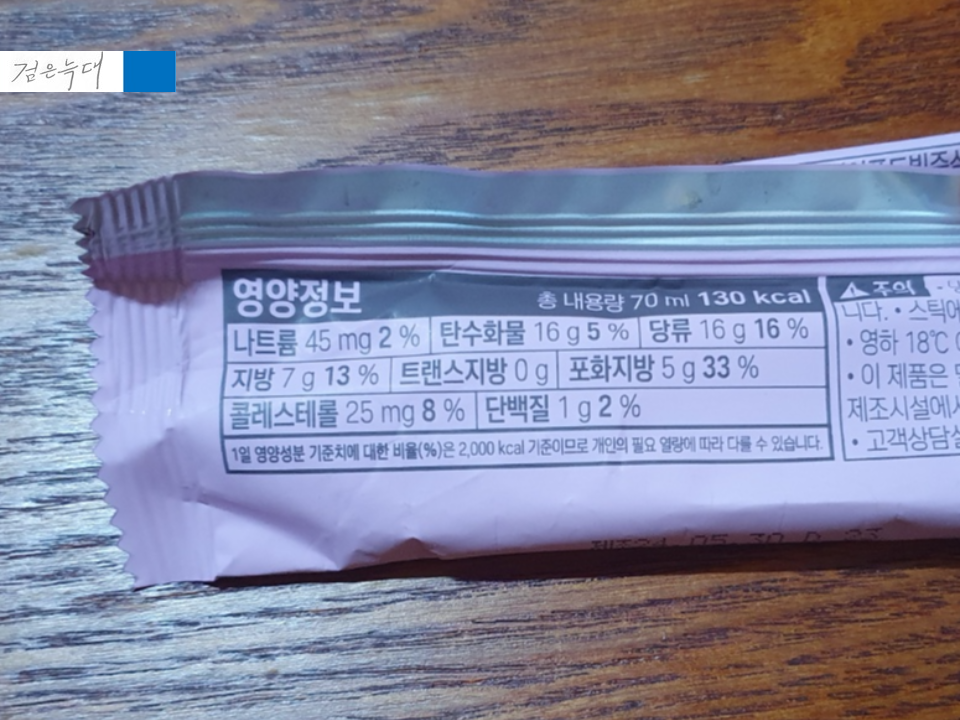 검은늑대
영양정보 총 내용량 70 ml 130 kcal
나트륨 45 mg 2 % 탄수화물 16 g 5 % 당류 16 g 16 %
지방 7 g 13 % 트랜스지방 0 g 포화지방 5 g 33 %
콜레스테롤 25 mg 8 % 단백질 1 g 2 %
1일 영양성분 기준치에 대한 비율(%)은 2,000 kcal 기준이므로 개인의 필요 열량에 따라 다를 수 있습니다.
주의
니다. • 스틱에
• 영하 18℃
• 이 제품은
제조시설에서
• 고객상담실